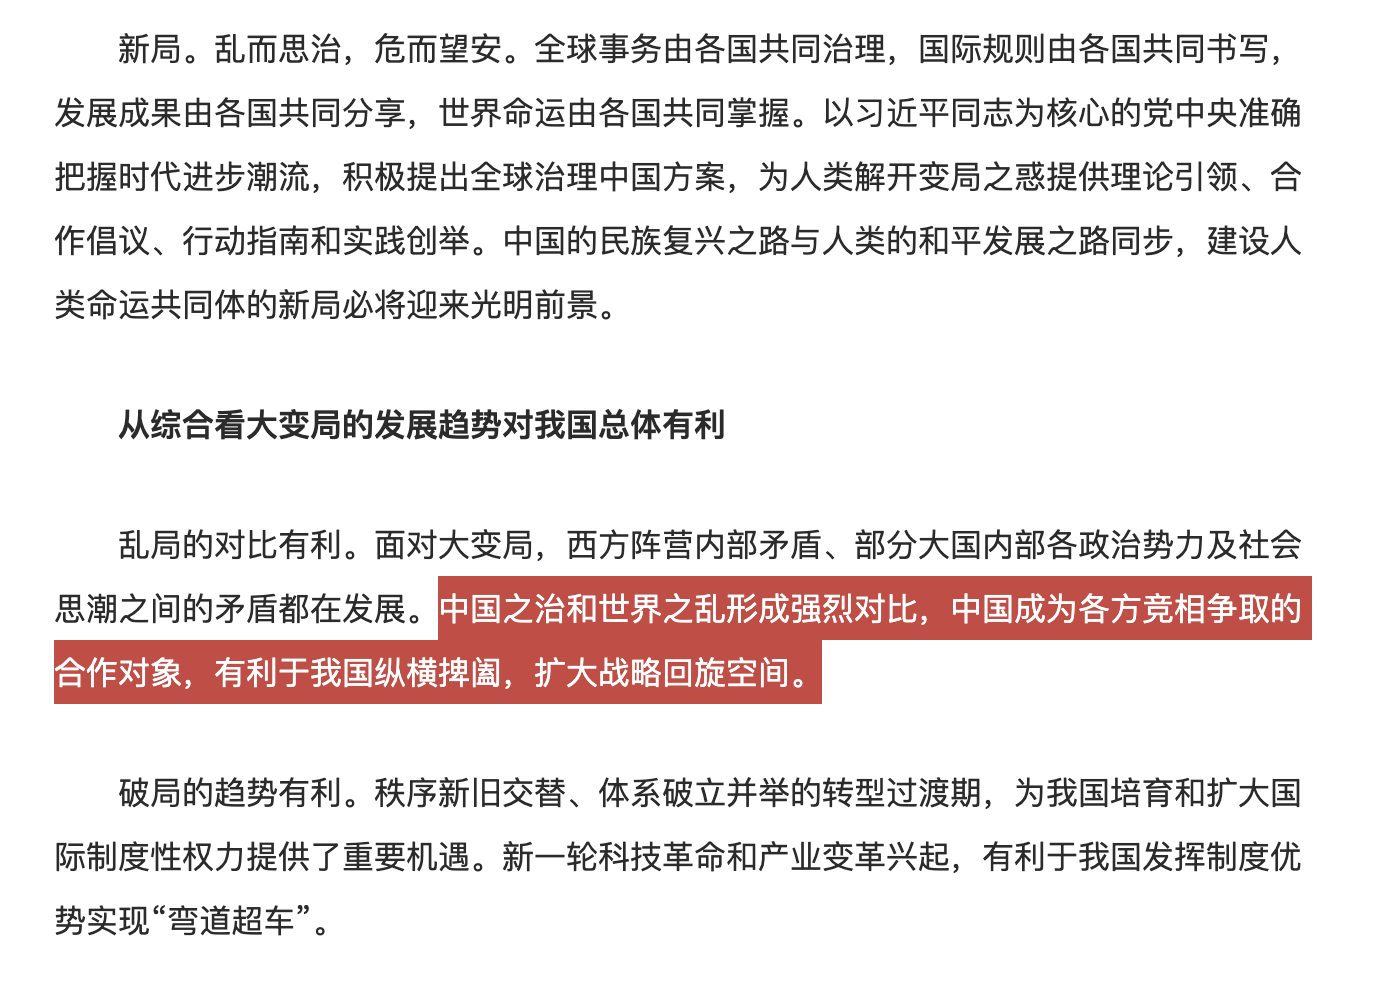 新局。乱而思治，危而望安。全球事务由各国共同治理，国际规则由各国共同书写，
发展成果由各国共同分享，世界命运由各国共同掌握。以习近平同志为核心的党中央准确
把握时代进步潮流，积极提出全球治理中国方案，为人类解开变局之惑提供理论引领、合
作倡议、行动指南和实践创举。中国的民族复兴之路与人类的和平发展之路同步，建设人
类命运共同体的新局必将迎来光明前景。
从综合看大变局的发展趋势对我国总体有利
乱局的对比有利。面对大变局，西方阵营内部矛盾、部分大国内部各政治势力及社会
思潮之间的矛盾都在发展。中国之治和世界之乱形成强烈对比，中国成为各方竞相争取的
合作对象，有利于我国纵横捭阖，扩大战略回旋空间。
破局的趋势有利。秩序新旧交替、体系破立并举的转型过渡期，为我国培育和扩大国
际制度性权力提供了重要机遇。新一轮科技革命和产业变革兴起，有利于我国发挥制度优
势实现“弯道超车”。